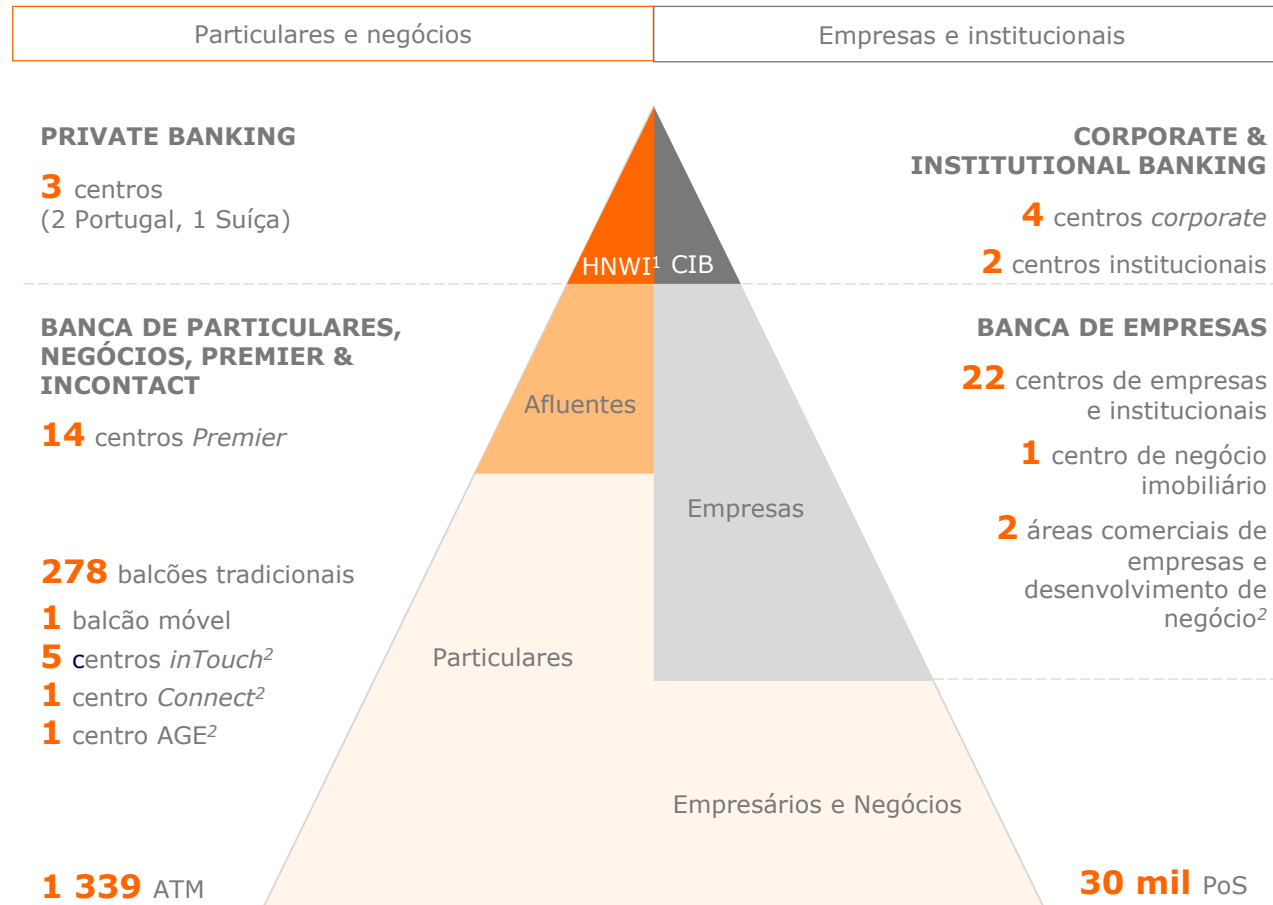 Particulares e negócios
Empresas e institucionais
PRIVATE BANKING
3 centros
(2 Portugal, 1 Suíça)
CORPORATE &
INSTITUTIONAL BANKING
4 centros corporate
2 centros institucionais
HNWI¹ CIB
BANCA DE PARTICULARES,
NEGÓCIOS, PREMIER &
INCONTACT
14 centros Premier
Afluentes
BANCA DE EMPRESAS
22 centros de empresas
e institucionais
1 centro de negócio
imobiliário
2 áreas comerciais de
empresas e
desenvolvimento de
negócio²
Empresas
278 balcões tradicionais
1 balcão móvel
5 centros inTouch²
1 centro Connect²
1 centro AGE²
Particulares
Empresários e Negócios
1 339 ATM
30 mil PoS